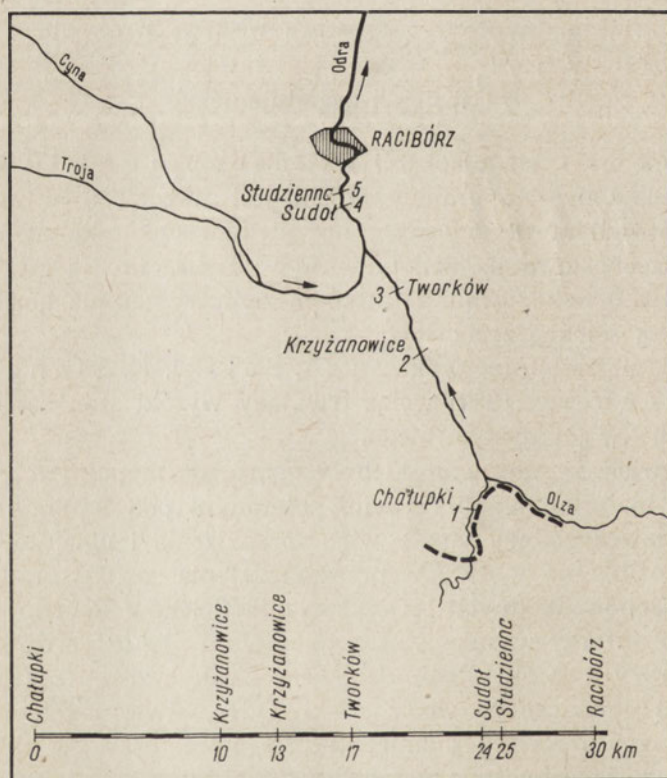 Cyna
Troja
Odra
RACIBÓRZ
Studziennc 5
Sudoł 4
3 Tworków
Krzyżanowice
2
Chałupki
1
Olza
Chałupki
Krzyżanowice
Krzyżanowice
Tworków
Sudoł
Studziennc
Racibórz
0 10 13 17 24 25 30 km